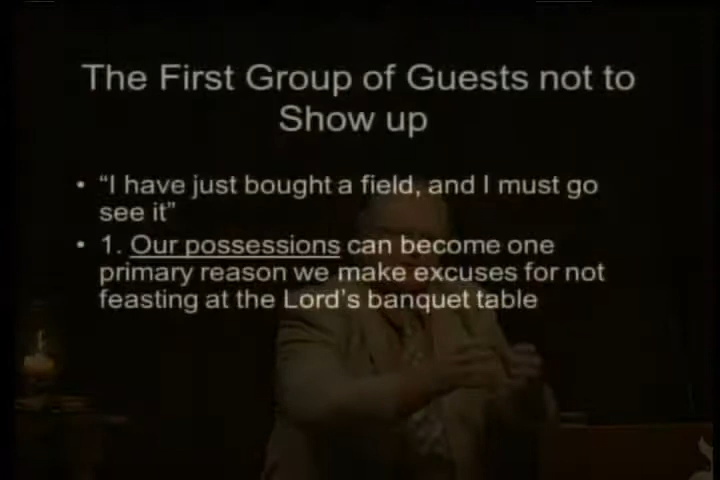 The First Group of Guests not to
Show up
• “I have just bought a field, and I must go
see it”
• 1. Our possessions can become one
primary reason we make excuses for not
feasting at the Lord’s banquet table